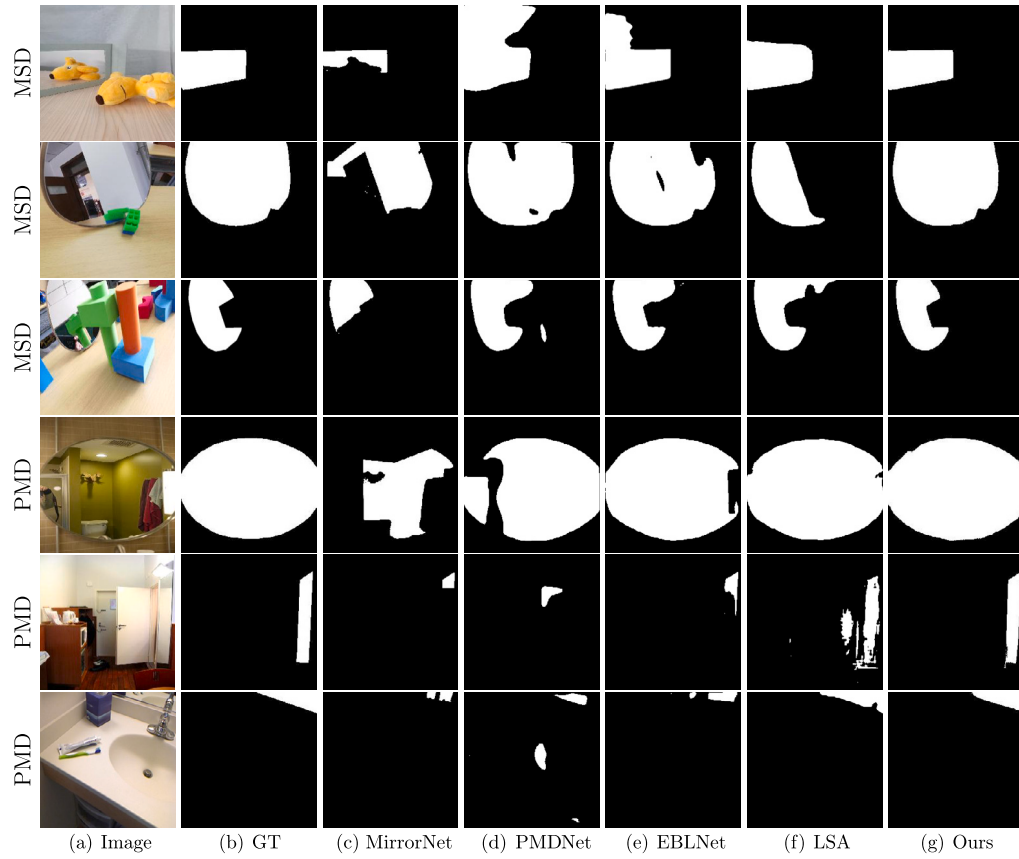 MSD
MSD
MSD
PMD
PMD
PMD
(a) Image (b) GT (c) MirrorNet (d) PMDNet (e) EBLNet (f) LSA (g) Ours